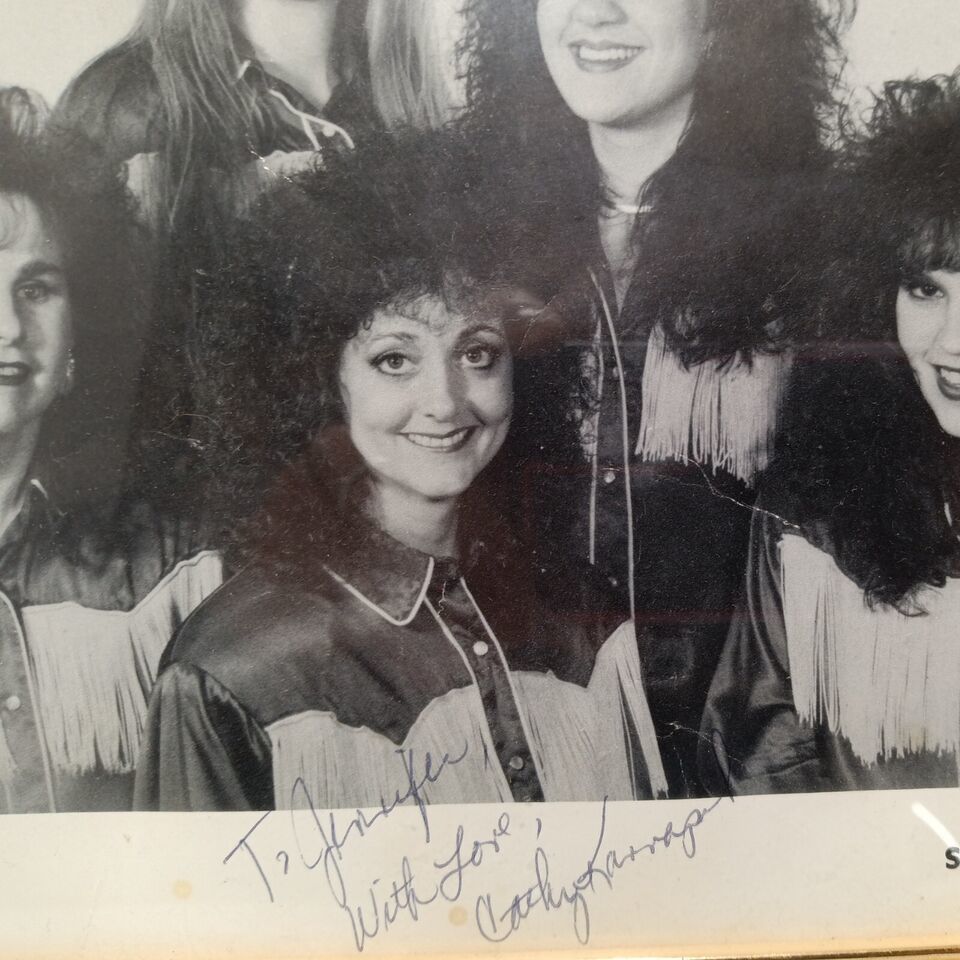 To Jennifer,
With Love,
Cathy
S